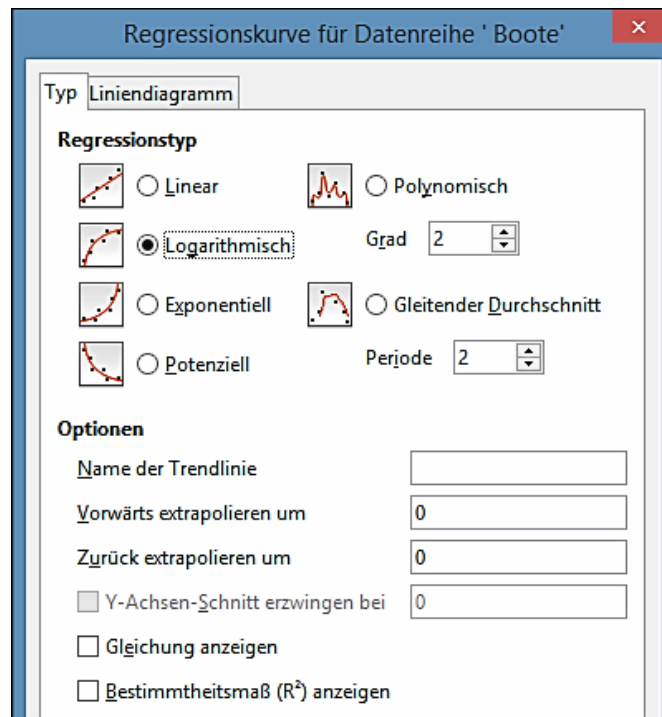 Regressionskurve für Datenreihe ' Boote'
Typ Liniendiagramm
Regressionstyp
Linear
Polynomisch
Logarithmisch
Grad 2
Exponentiell
Gleitender Durchschnitt
Potenziell
Periode 2
Optionen
Name der Trendlinie
Vorwärts extrapolieren um 0
Zurück extrapolieren um 0
Y-Achsen-Schnitt erzwingen bei 0
Gleichung anzeigen
Bestimmtheitsmaß (R²) anzeigen